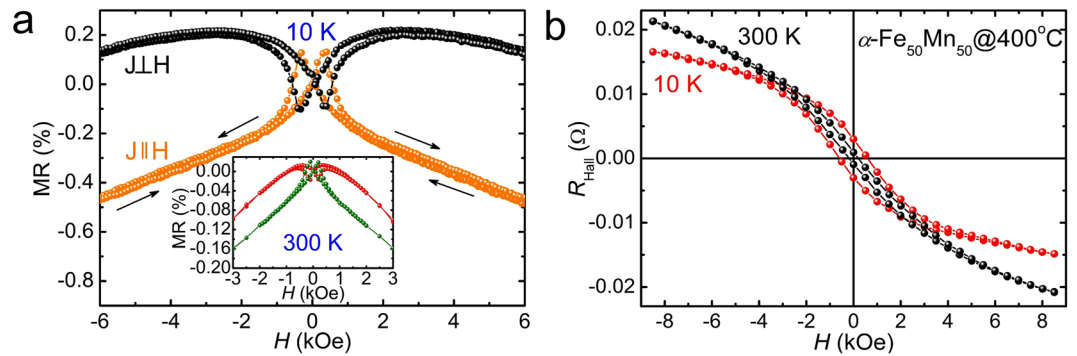 a
0.2
0.0
-0.2
-0.4
-0.6
-0.8
MR (%)
10 K
J⊥H
J∥H
-6
-4
-2
0
2
4
6
H (kOe)
0.00
-0.04
-0.08
-0.12
-0.16
-0.20
MR (%)
300 K
-3
-2
-1
0
1
2
3
H (kOe)
b
0.02
0.01
0.00
-0.01
-0.02
R_Hall (Ω)
300 K
10 K
α-Fe₅₀Mn₅₀@400°C
-8
-6
-4
-2
0
2
4
6
8
H (kOe)